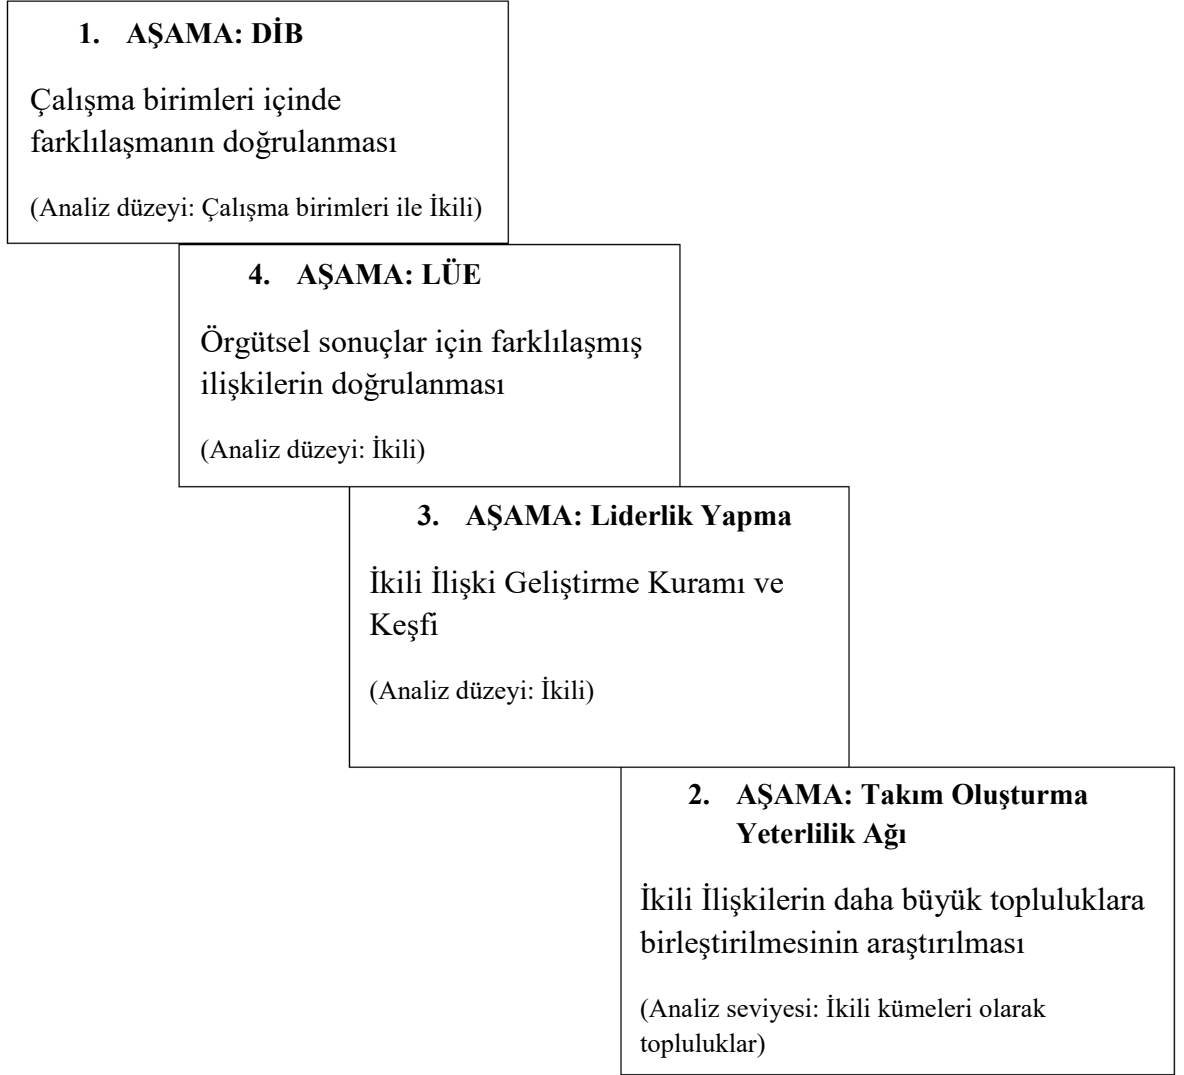 1. AŞAMA: DİB
Çalışma birimleri içinde
farklılaşmanın doğrulanması
(Analiz düzeyi: Çalışma birimleri ile İkili)
4. AŞAMA: LÜE
Örgütsel sonuçlar için farklılaşmış
ilişkilerin doğrulanması
(Analiz düzeyi: İkili)
3. AŞAMA: Liderlik Yapma
İkili İlişki Geliştirme Kuramı ve
Keşfi
(Analiz düzeyi: İkili)
2. AŞAMA: Takım Oluşturma
Yeterlilik Ağı
İkili İlişkilerin daha büyük topluluklara
birleştirilmesinin araştırılması
(Analiz seviyesi: İkili kümeleri olarak
topluluklar)